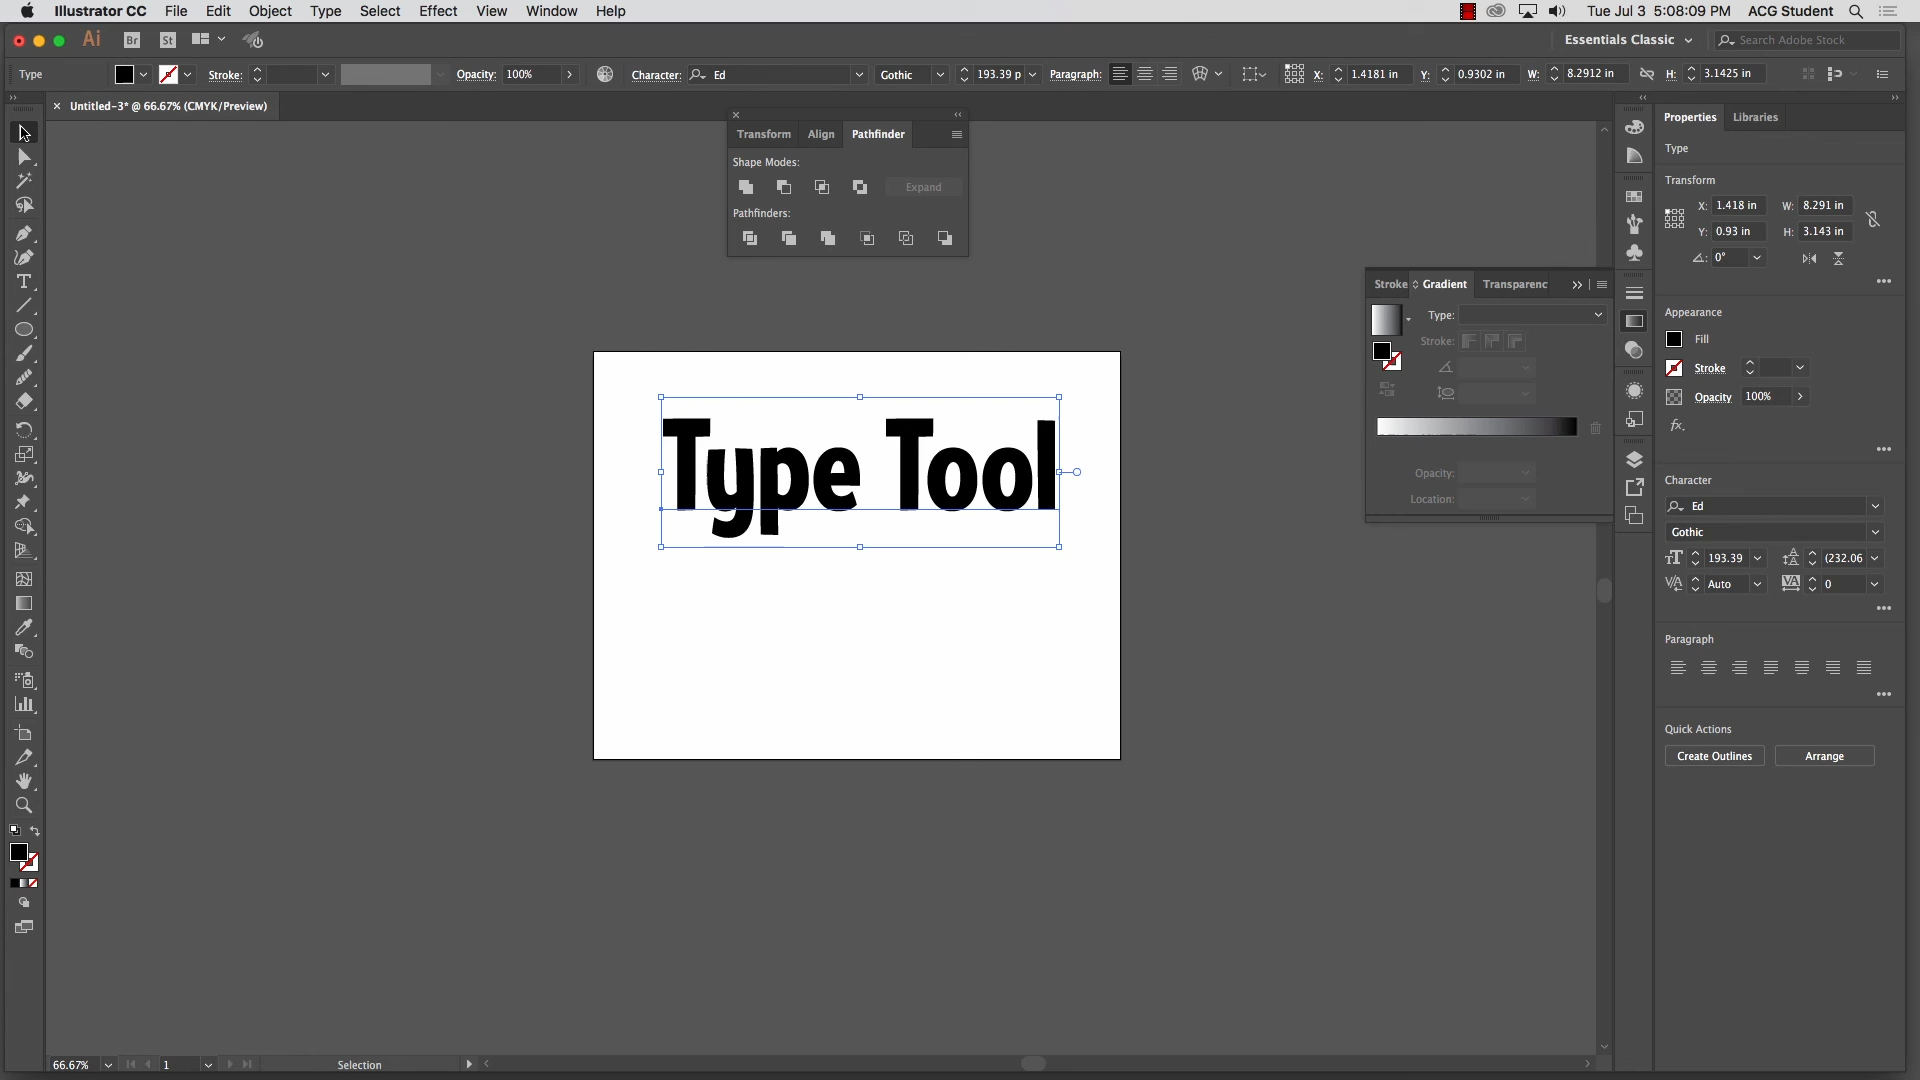 Illustrator CC File Edit Object Type Select Effect View Window Help Tue Jul 3 5:08:09 PM ACG Student
Ai Br St Essentials Classic Search Adobe Stock
Type Stroke: Opacity: 100% Character: Ed Gothic 193.39 p Paragraph: X: 1.4181 in Y: 0.9302 in W: 8.2912 in H: 3.1425 in
× Untitled-3* @ 66.67% (CMYK/Preview)
Transform Align Pathfinder
Shape Modes:
Expand
Pathfinders:
Type Tool
Stroke Gradient Transparenc
Type:
Stroke:
Opacity:
Location:
Properties Libraries
Type
Transform
X: 1.418 in W: 8.291 in
Y: 0.93 in H: 3.143 in
0°
Appearance
Fill
Stroke
Opacity 100%
fx.
Character
Ed
Gothic
193.39 (232.06
Auto 0
Paragraph
Quick Actions
Create Outlines Arrange
66.67% 1 Selection